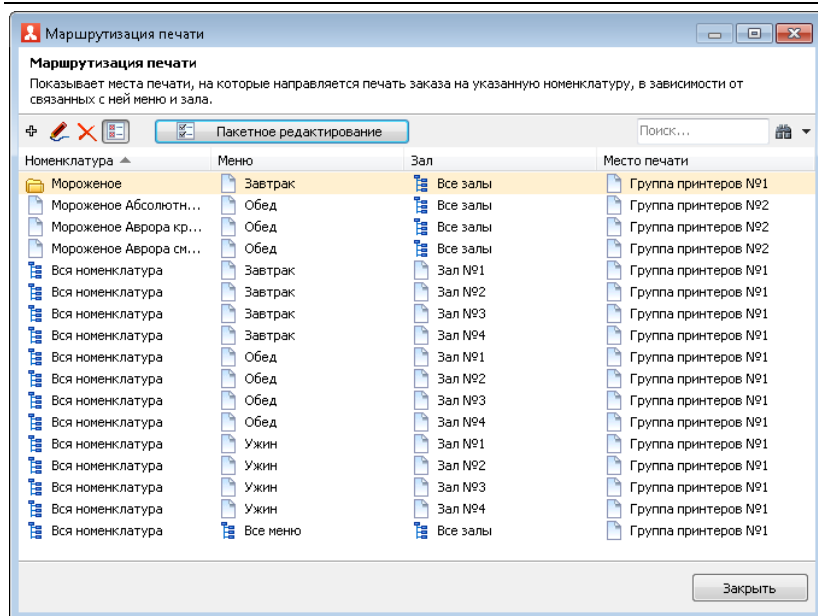 Маршрутизация печати
Маршрутизация печати
Показывает места печати, на которые направляется печать заказа на указанную номенклатуру, в зависимости от
связанных с ней меню и зала.
Пакетное редактирование Поиск...
Номенклатура Меню Зал Место печати
Мороженое Завтрак Все залы Группа принтеров №1
Мороженое Абсолютн... Обед Все залы Группа принтеров №2
Мороженое Аврора кр... Обед Все залы Группа принтеров №2
Мороженое Аврора см... Обед Все залы Группа принтеров №2
Вся номенклатура Завтрак Зал №1 Группа принтеров №1
Вся номенклатура Завтрак Зал №2 Группа принтеров №1
Вся номенклатура Завтрак Зал №3 Группа принтеров №1
Вся номенклатура Завтрак Зал №4 Группа принтеров №1
Вся номенклатура Обед Зал №1 Группа принтеров №1
Вся номенклатура Обед Зал №2 Группа принтеров №1
Вся номенклатура Обед Зал №3 Группа принтеров №1
Вся номенклатура Обед Зал №4 Группа принтеров №1
Вся номенклатура Ужин Зал №1 Группа принтеров №1
Вся номенклатура Ужин Зал №2 Группа принтеров №1
Вся номенклатура Ужин Зал №3 Группа принтеров №1
Вся номенклатура Ужин Зал №4 Группа принтеров №1
Вся номенклатура Все меню Все залы Группа принтеров №1
Закрыть